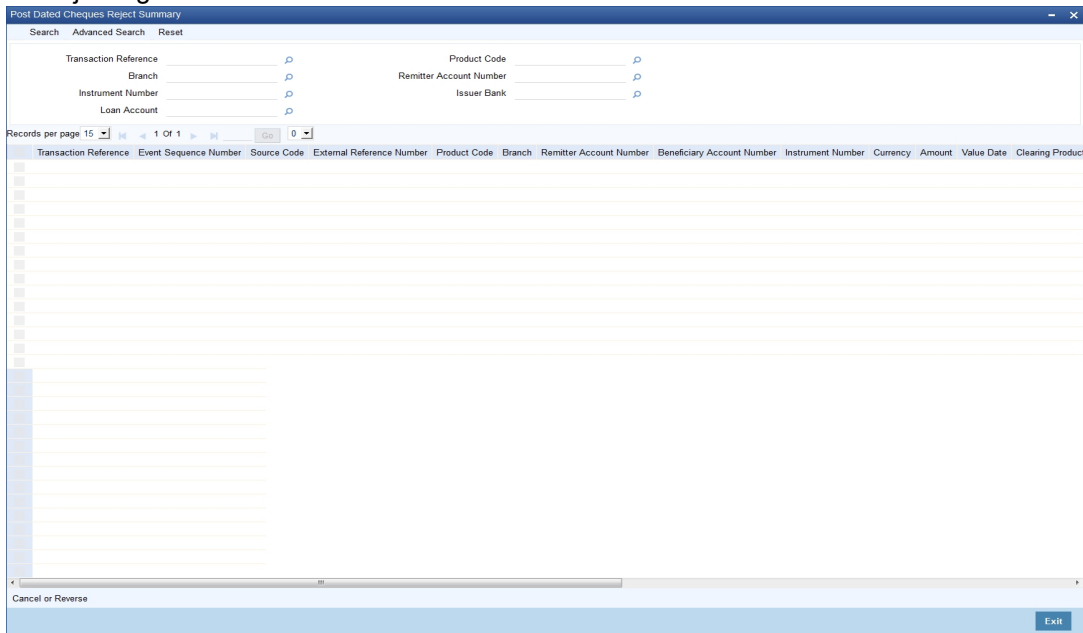 Post Dated Cheques Reject Summary
Search Advanced Search Reset
Transaction Reference Product Code
Branch Remitter Account Number
Instrument Number Issuer Bank
Loan Account
Records per page 15 1 Of 1 Go 0
Transaction Reference Event Sequence Number Source Code External Reference Number Product Code Branch Remitter Account Number Beneficiary Account Number Instrument Number Currency Amount Value Date Clearing Product
Cancel or Reverse
Exit